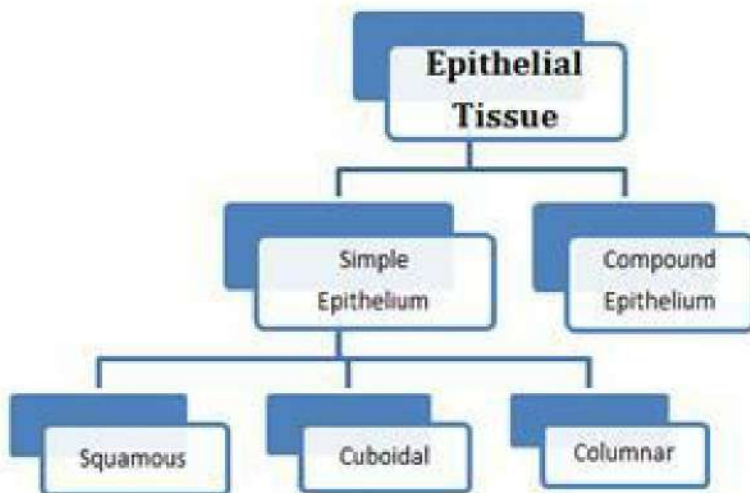 Epithelial
Tissue
Simple
Epithelium
Compound
Epithelium
Squamous
Cuboidal
Columnar